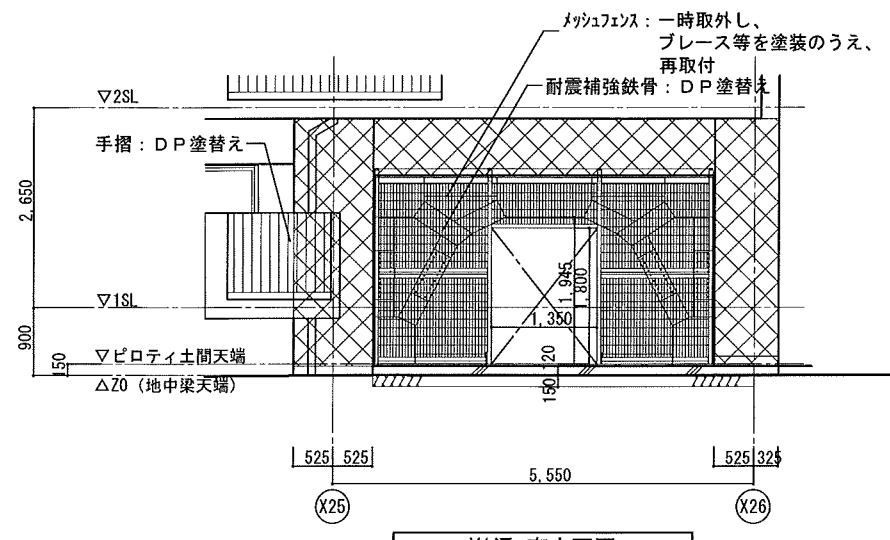 メッシュフェンス：一時取外し、
ブレース等を塗装のうえ、
再取付
耐震補強鉄骨：ＤＰ塗替え
▽2SL
手摺：ＤＰ塗替え
2,650
▽1SL
900
1,945
1,800
1,350
▽ピロティ土間天端
150
△Z0（地中梁天端）
120
150
525
525
525
325
5,550
X25
X26